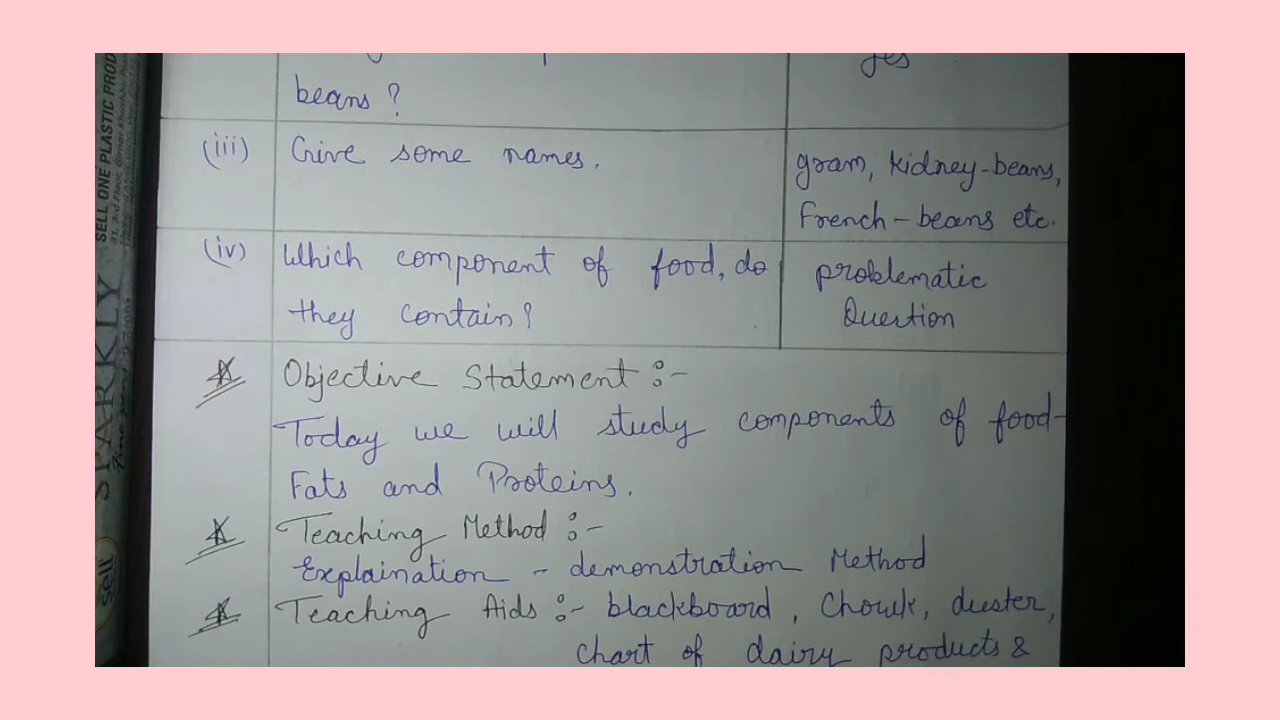 yes
beans ?
(iii) Give some names. gram, kidney-beans,
French - beans etc.
(iv) Which component of food, do problematic
they contain? Question
Objective Statement :-
Today we will study components of food-
Fats and Proteins.
Teaching Method :-
Explaination - demonstration Method
Teaching Aids :- blackboard, Chowk, duster,
chart of dairy products &
SELL ONE PLASTIC PROD
SPARKLY
sell